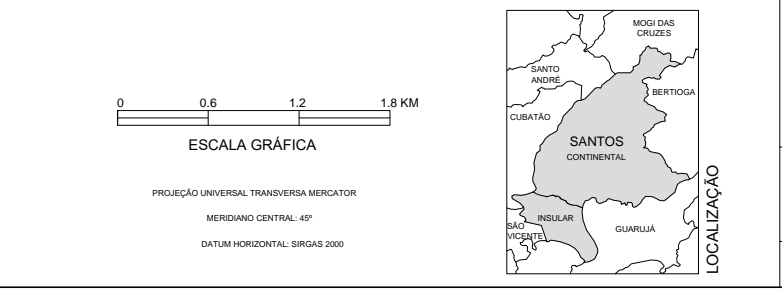 0 0.6 1.2 1.8 KM
ESCALA GRÁFICA
PROJEÇÃO UNIVERSAL TRANSVERSA MERCATOR
MERIDIANO CENTRAL: 45º
DATUM HORIZONTAL: SIRGAS 2000
MOGI DAS
CRUZES
SANTO
ANDRÉ
BERTIOGA
CUBATÃO
SANTOS
CONTINENTAL
INSULAR
SÃO
VICENTE
GUARUJÁ
LOCALIZAÇÃO